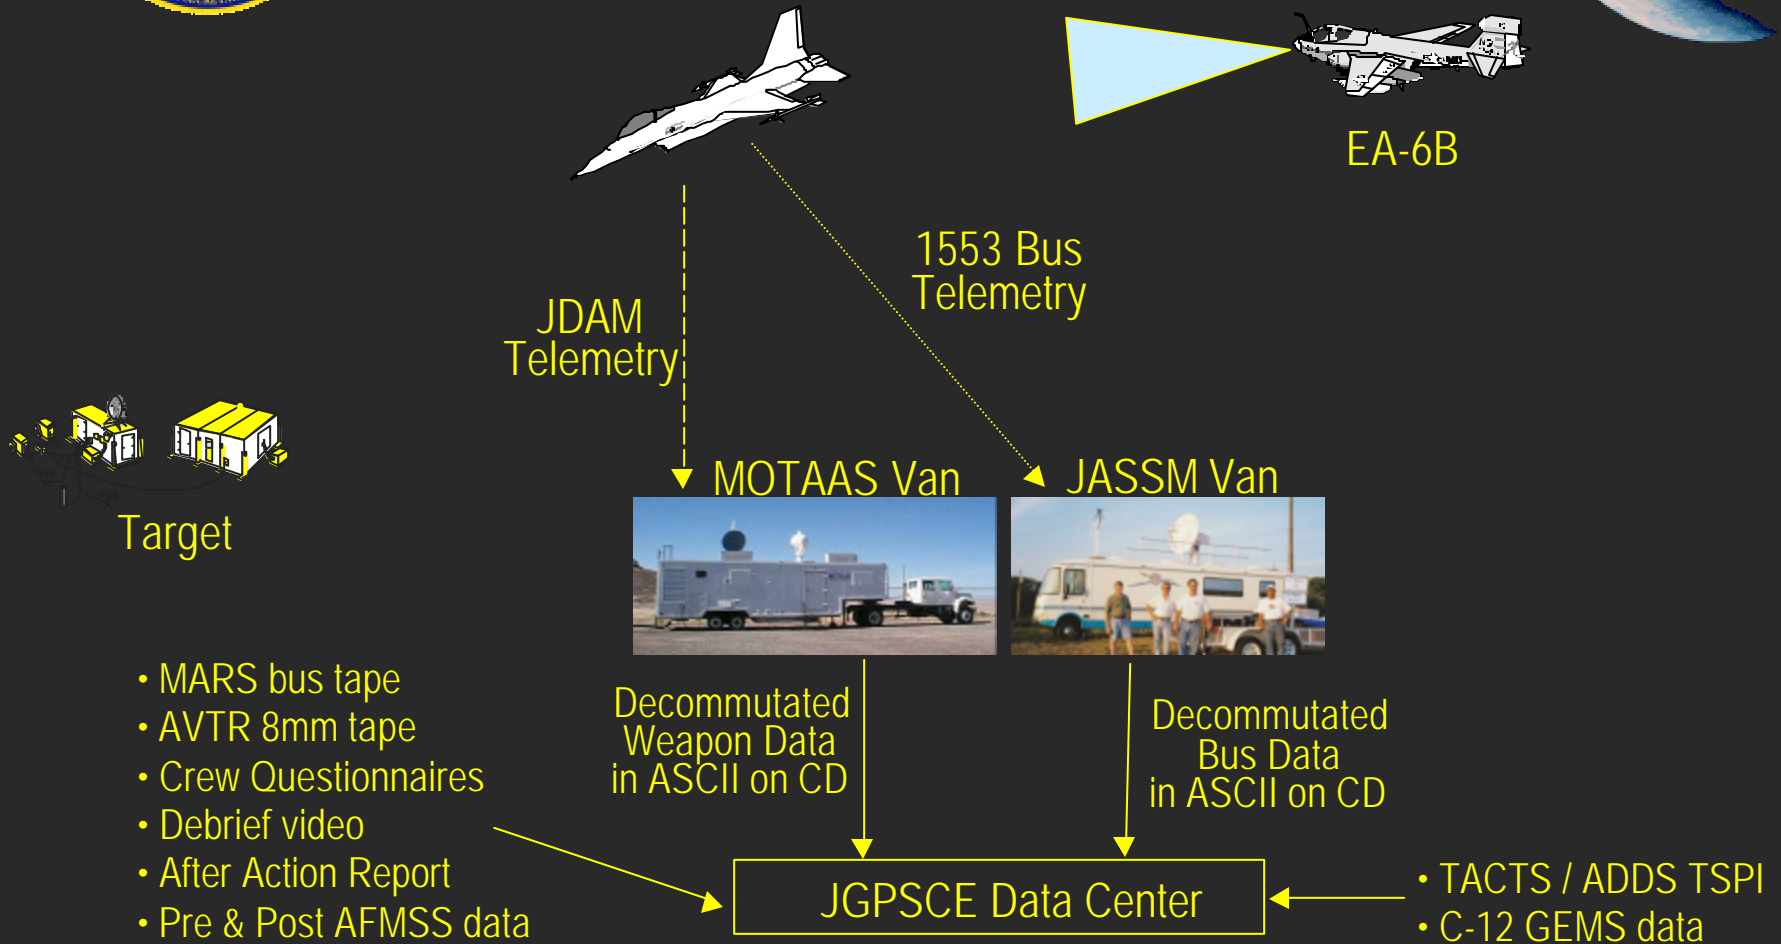 EA-6B
1553 Bus
Telemetry
JDAM
Telemetry
MOTAAS Van
JASSM Van
Target
• MARS bus tape
• AVTR 8mm tape
• Crew Questionnaires
• Debrief video
• After Action Report
• Pre & Post AFMSS data
Decommutated
Weapon Data
in ASCII on CD
Decommutated
Bus Data
in ASCII on CD
JGPSCE Data Center
• TACTS / ADDS TSPI
• C-12 GEMS data